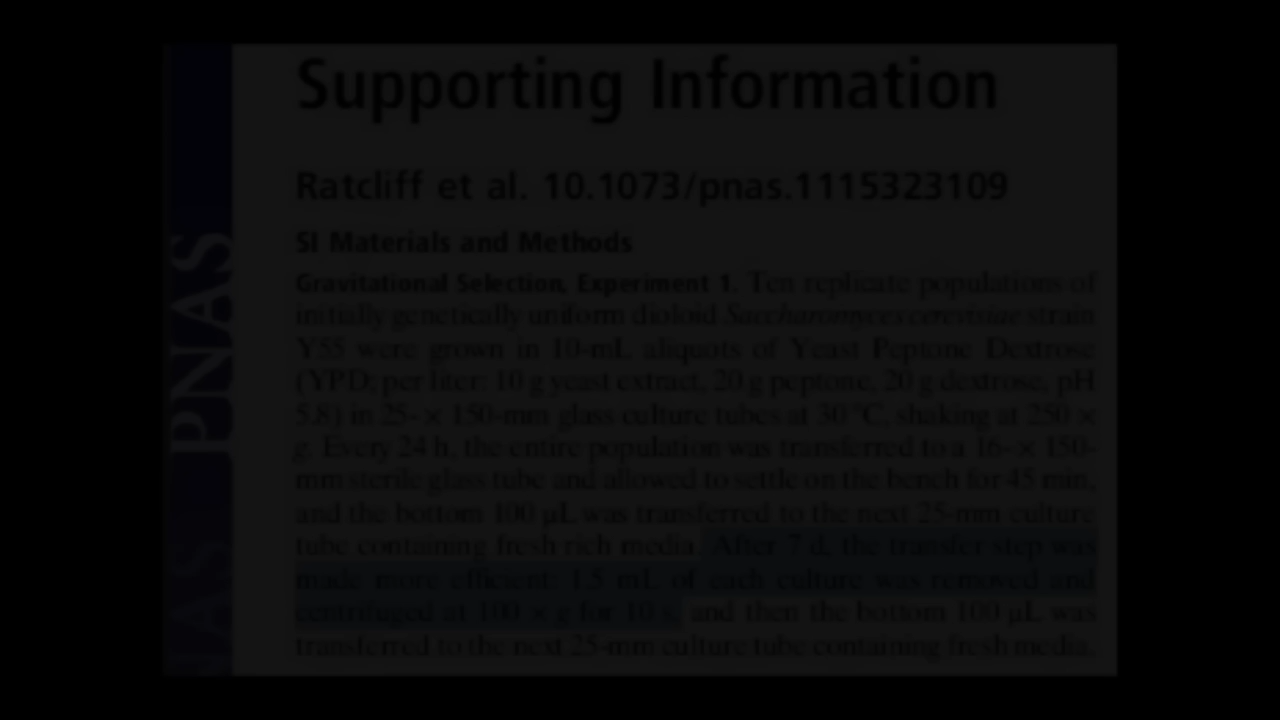 Supporting Information
Ratcliff et al. 10.1073/pnas.1115323109
SI Materials and Methods
Gravitational Selection, Experiment 1. Ten replicate populations of
initially genetically uniform dioloid Saccharomyces cerevisiae strain
Y55 were grown in 10-mL aliquots of Yeast Peptone Dextrose
(YPD; per liter: 10 g yeast extract, 20 g peptone, 20 g dextrose, pH
5.8) in 25- × 150-mm glass culture tubes at 30 °C, shaking at 250 ×
g. Every 24 h, the entire population was transferred to a 16- × 150-
mm sterile glass tube and allowed to settle on the bench for 45 min,
and the bottom 100 μL was transferred to the next 25-mm culture
tube containing fresh rich media. After 7 d, the transfer step was
made more efficient: 1.5 mL of each culture was removed and
centrifuged at 100 × g for 10 s, and then the bottom 100 μL was
transferred to the next 25-mm culture tube containing fresh media.
PNAS
AS